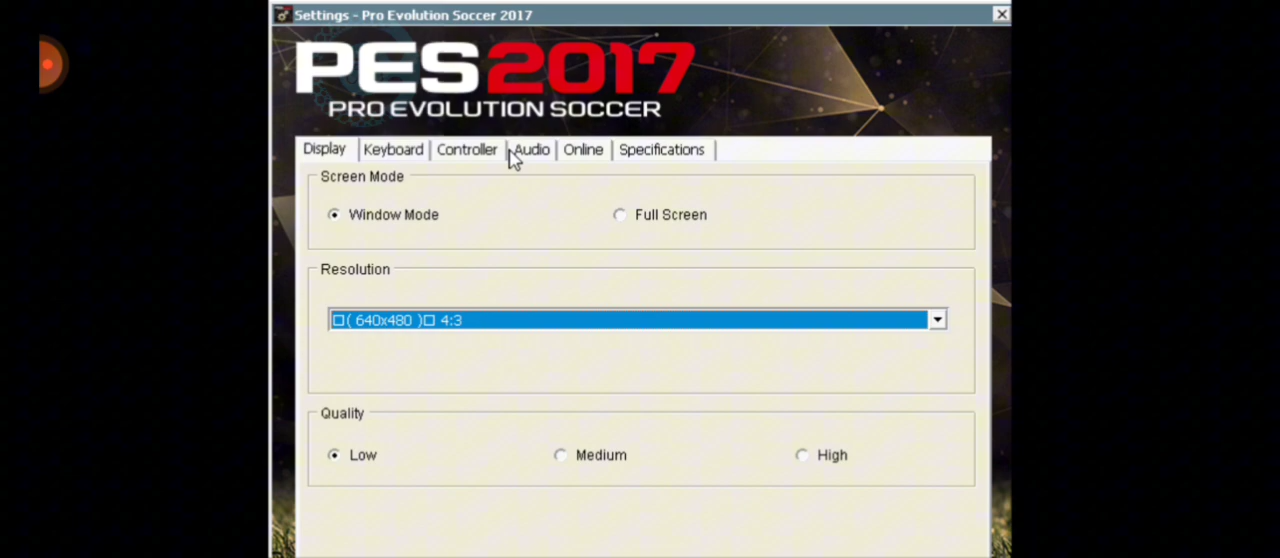 Settings - Pro Evolution Soccer 2017
PES2017
PRO EVOLUTION SOCCER
Display Keyboard Controller Audio Online Specifications
Screen Mode
Window Mode Full Screen
Resolution
□( 640x480 )□ 4:3
Quality
Low Medium High